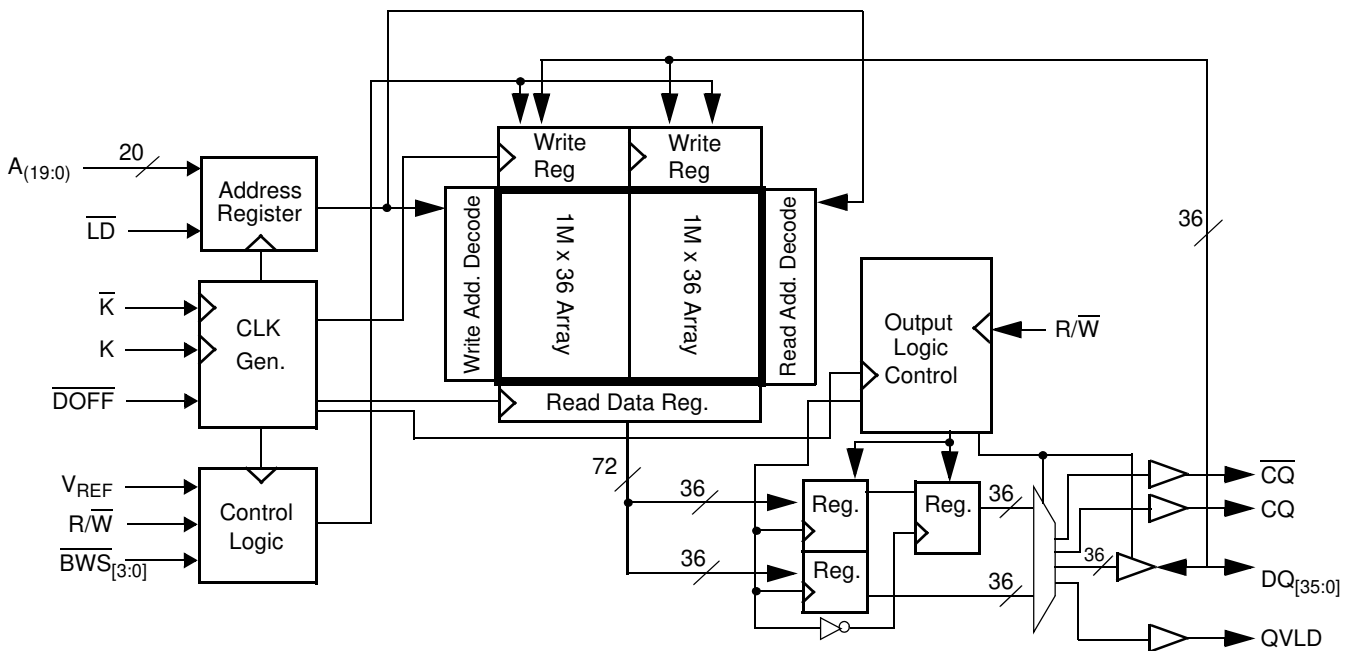 A(19:0)
20
LD
K
K
DOFF
VREF
R/W
BWS[3:0]
Address
Register
CLK
Gen.
Control
Logic
Write
Reg
Write
Reg
Write Add. Decode
1M x 36 Array
1M x 36 Array
Read Add. Decode
Read Data Reg.
72
36
36
Output
Logic
Control
R/W
36
Reg.
Reg.
Reg.
36
36
36
CQ
CQ
DQ[35:0]
QVLD